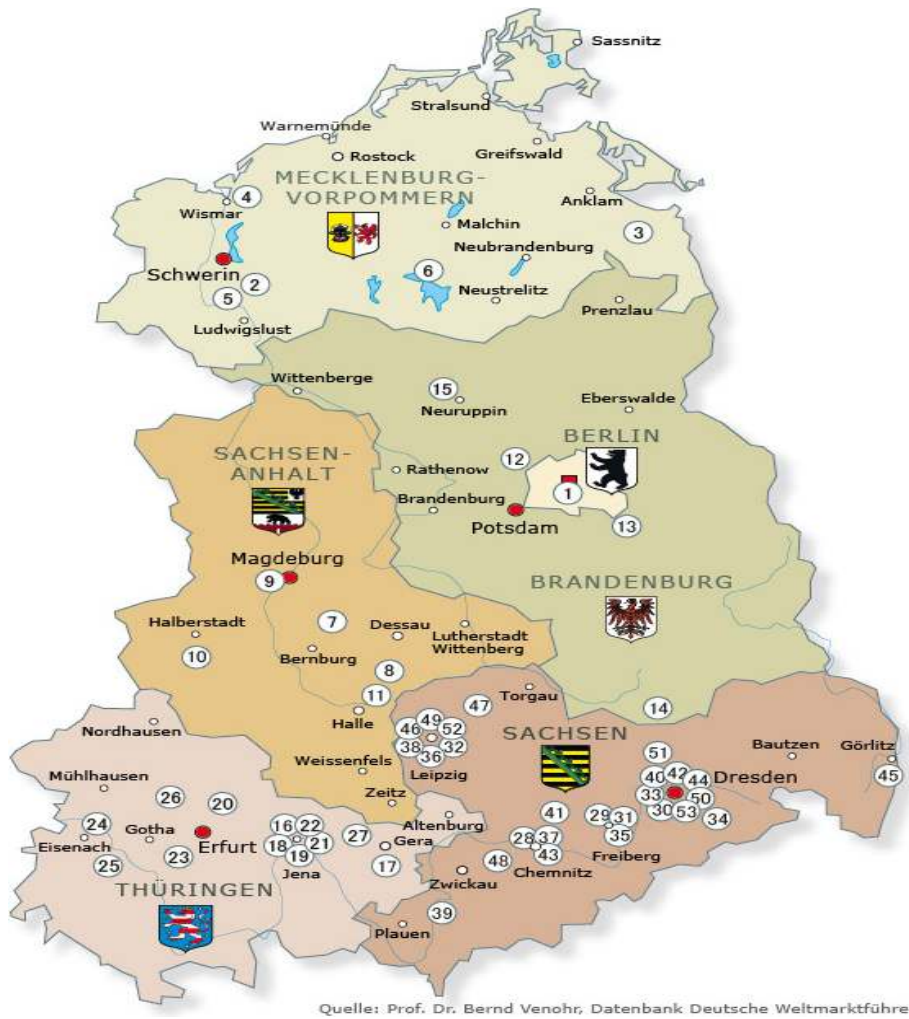 Sassnitz
Stralsund
Warnemünde
Rostock
Greifswald
MECKLENBURG-
VORPOMMERN
4
Wismar
Anklam
Malchin
3
Neubrandenburg
Schwerin
6
2
5
Neustrelitz
Prenzlau
Ludwigslust
Wittenberge
15
Neuruppin
Eberswalde
BERLIN
SACHSEN-
ANHALT
12
Rathenow
1
Brandenburg
Potsdam
13
Magdeburg
9
BRANDENBURG
7
Halberstadt
Dessau
Lutherstadt
Wittenberg
Bernburg
10
8
11
Torgau
47
14
Halle
Nordhausen
49
46 52
SACHSEN
38 32
36
Leipzig
51
Bautzen
Görlitz
Weissenfels
Mühlhausen
40 42 44
Dresden
45
33 50
30 53 34
26
20
Zeitz
41
29 31
35
Freiberg
24
Eisenach
Gotha
Erfurt
16 22
18 21
19
Jena
27
Altenburg
Gera
28 37
43
Chemnitz
25
23
17
48
Zwickau
THÜRINGEN
39
Plauen
Quelle: Prof. Dr. Bernd Venohr, Datenbank Deutsche Weltmarktführe